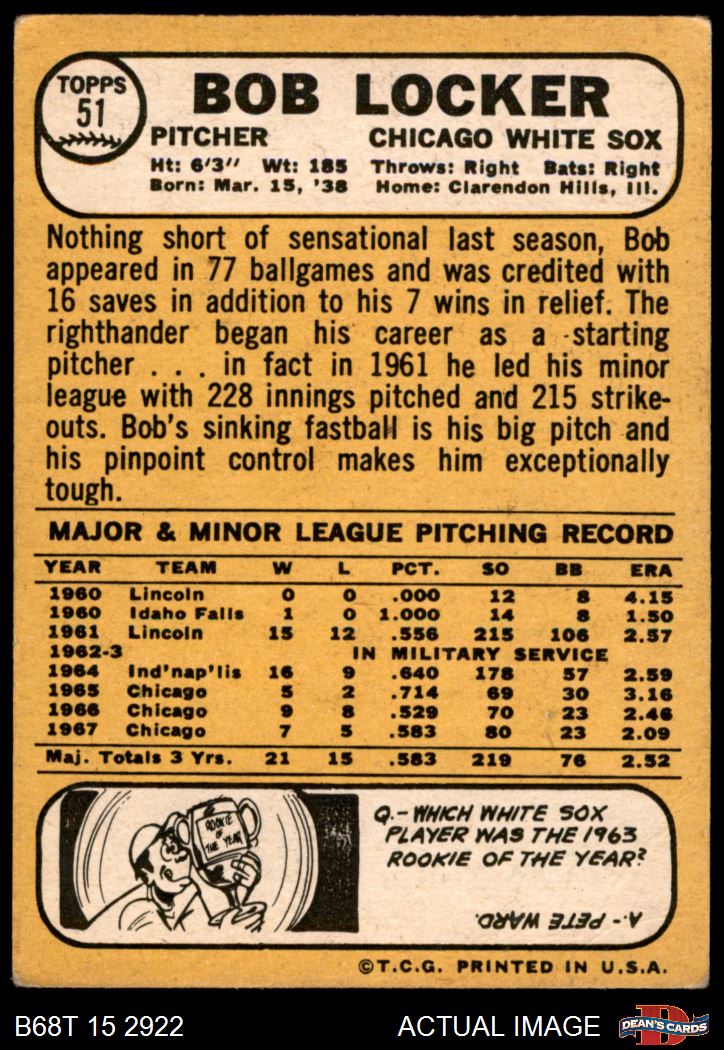 TOPPS
51
BOB LOCKER
PITCHER CHICAGO WHITE SOX
Ht: 6'3" Wt: 185 Throws: Right Bats: Right
Born: Mar. 15, '38 Home: Clarendon Hills, Ill.
Nothing short of sensational last season, Bob
appeared in 77 ballgames and was credited with
16 saves in addition to his 7 wins in relief. The
righthander began his career as a starting
pitcher . . . in fact in 1961 he led his minor
league with 228 innings pitched and 215 strike-
outs. Bob's sinking fastball is his big pitch and
his pinpoint control makes him exceptionally
tough.
MAJOR & MINOR LEAGUE PITCHING RECORD
YEAR TEAM W L PCT. SO BB ERA
1960 Lincoln 0 0 .000 12 8 4.15
1960 Idaho Falls 1 0 1.000 14 8 1.50
1961 Lincoln 15 12 .556 215 106 2.57
1962-3 IN MILITARY SERVICE
1964 Ind'nap'lis 16 9 .640 178 57 2.59
1965 Chicago 5 2 .714 69 30 3.16
1966 Chicago 9 8 .529 70 23 2.46
1967 Chicago 7 5 .583 80 23 2.09
Maj. Totals 3 Yrs. 21 15 .583 219 76 2.52
ROOKIE
OF
THE YEAR
Q.- WHICH WHITE SOX
PLAYER WAS THE 1963
ROOKIE OF THE YEAR?
A.- PETE WARD.
©T.C.G. PRINTED IN U.S.A.
B68T 15 2922 ACTUAL IMAGE
D
DEAN'S CARDS